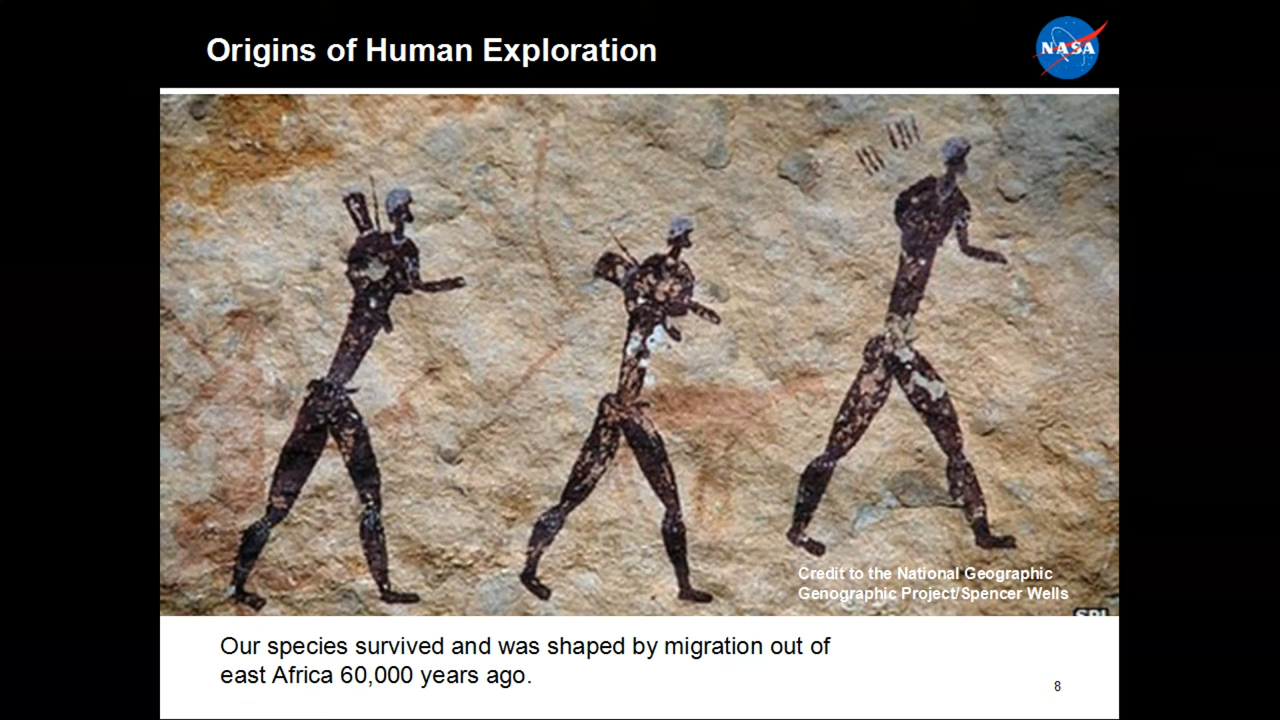 Origins of Human Exploration
NASA
Credit to the National Geographic
Genographic Project/Spencer Wells
SPL
Our species survived and was shaped by migration out of
east Africa 60,000 years ago.
8